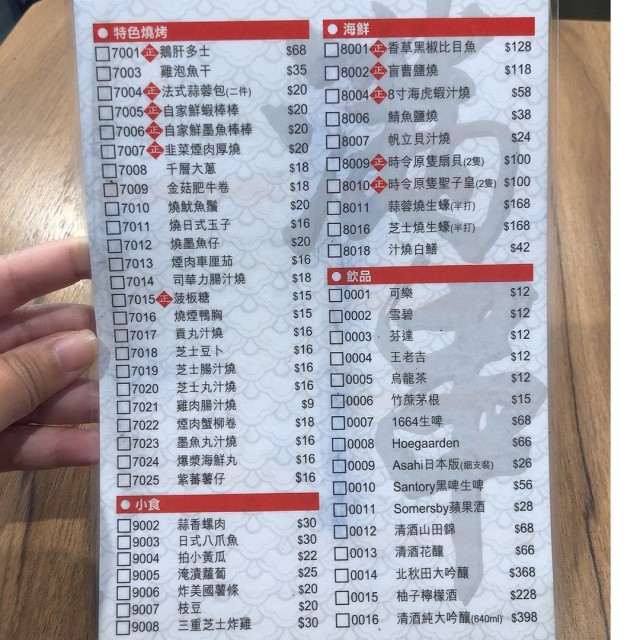 特色燒烤
7001 正 鵝肝多士 $68
7003 雞泡魚干 $35
7004 正 法式蒜蓉包(二件) $20
7005 正 自家鮮蝦棒棒 $20
7006 正 自家鮮墨魚棒棒 $20
7007 正 韭菜煙肉厚燒 $20
7008 千層大蔥 $18
7009 金菇肥牛卷 $18
7010 燒魷魚鬚 $20
7011 燒日式玉子 $16
7012 燒墨魚仔 $20
7013 煙肉車厘茄 $16
7014 司華力腸汁燒 $18
7015 正 菠板糖 $15
7016 燒煙鴨胸 $15
7017 貢丸汁燒 $16
7018 芝士豆卜 $16
7019 芝士腸汁燒 $16
7020 芝士丸汁燒 $16
7021 雞肉腸汁燒 $9
7022 煙肉蟹柳卷 $18
7023 墨魚丸汁燒 $16
7024 爆漿海鮮丸 $16
7025 紫蕃薯仔 $16
小食
9002 蒜香螺肉 $30
9003 日式八爪魚 $30
9004 拍小黃瓜 $22
9005 淹漬蘿蔔 $25
9006 炸美國薯條 $20
9007 枝豆 $20
9008 三重芝士炸雞 $30
海鮮
8001 正 香草黑椒比目魚 $128
8002 正 盲曹鹽燒 $118
8004 正 8寸海虎蝦汁燒 $58
8006 鯖魚鹽燒 $38
8007 帆立貝汁燒 $24
8009 正 時令原隻扇貝(2隻) $100
8010 正 時令原隻聖子皇(2隻) $100
8011 蒜蓉燒生蠔(半打) $168
8016 芝士燒生蠔(半打) $168
8018 汁燒白鱔 $42
飲品
0001 可樂 $12
0002 雪碧 $12
0003 芬達 $12
0004 王老吉 $12
0005 烏龍茶 $12
0006 竹蔗茅根 $15
0007 1664生啤 $68
0008 Hoegaarden $66
0009 Asahi日本版(細支裝) $26
0010 Santory黑啤生啤 $56
0011 Somersby蘋果酒 $28
0012 清酒山田錦 $68
0013 清酒花釀 $66
0014 北秋田大吟釀 $368
0015 柚子檸檬酒 $228
0016 清酒純大吟釀(640ml) $398